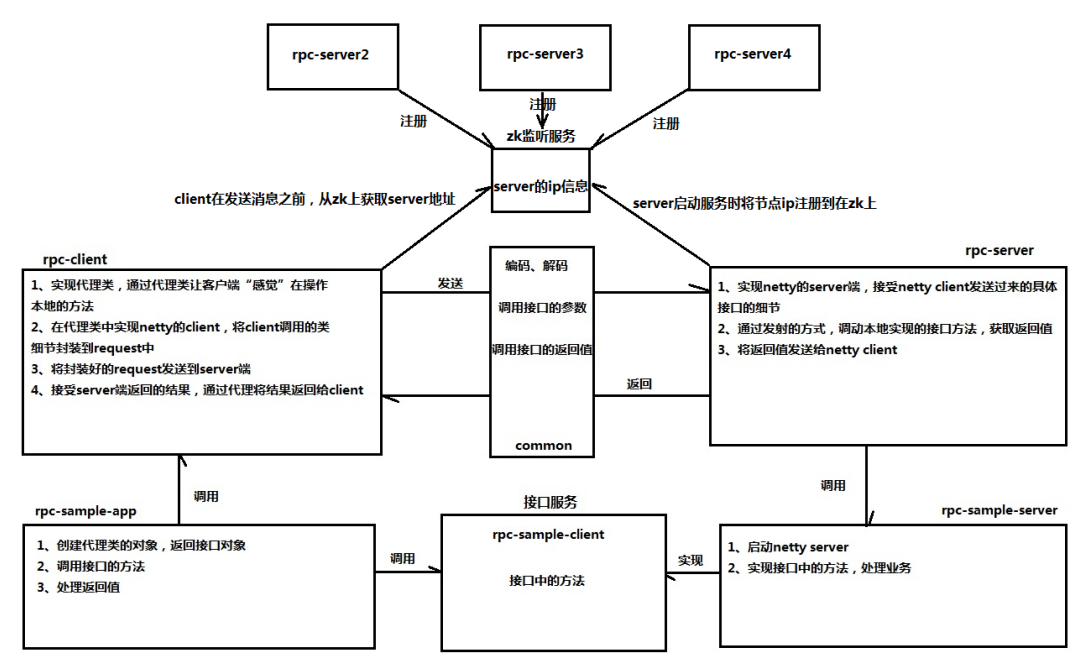 rpc-server2
rpc-server3
rpc-server4
注册
注册
注册
zk监听服务
server的ip信息
client在发送消息之前，从zk上获取server地址
server启动服务时将节点ip注册到在zk上
rpc-client
1、实现代理类，通过代理类让客户端“感觉”在操作
本地的方法
2、在代理类中实现netty的client，将client调用的类
细节封装到request中
3、将封装好的request发送到server端
4、接受server端返回的结果，通过代理将结果返回给client
发送
编码、解码
调用接口的参数
调用接口的返回值
common
返回
rpc-server
1、实现netty的server端，接受netty client发送过来的具体
接口的细节
2、通过发射的方式，调动本地实现的接口方法，获取返回值
3、将返回值发送给netty client
调用
调用
rpc-sample-app
1、创建代理类的对象，返回接口对象
2、调用接口的方法
3、处理返回值
调用
接口服务
rpc-sample-client
接口中的方法
实现
rpc-sample-server
1、启动netty server
2、实现接口中的方法，处理业务